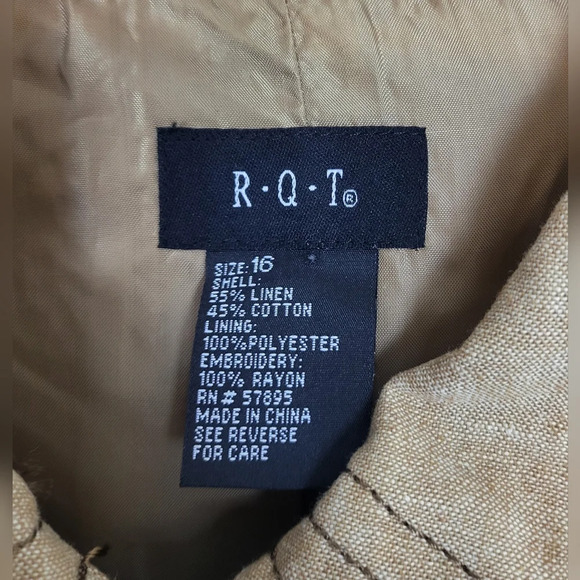 R·Q·T®
SIZE: 16
SHELL:
55% LINEN
45% COTTON
LINING:
100%POLYESTER
EMBROIDERY:
100% RAYON
RN# 57895
MADE IN CHINA
SEE REVERSE
FOR CARE